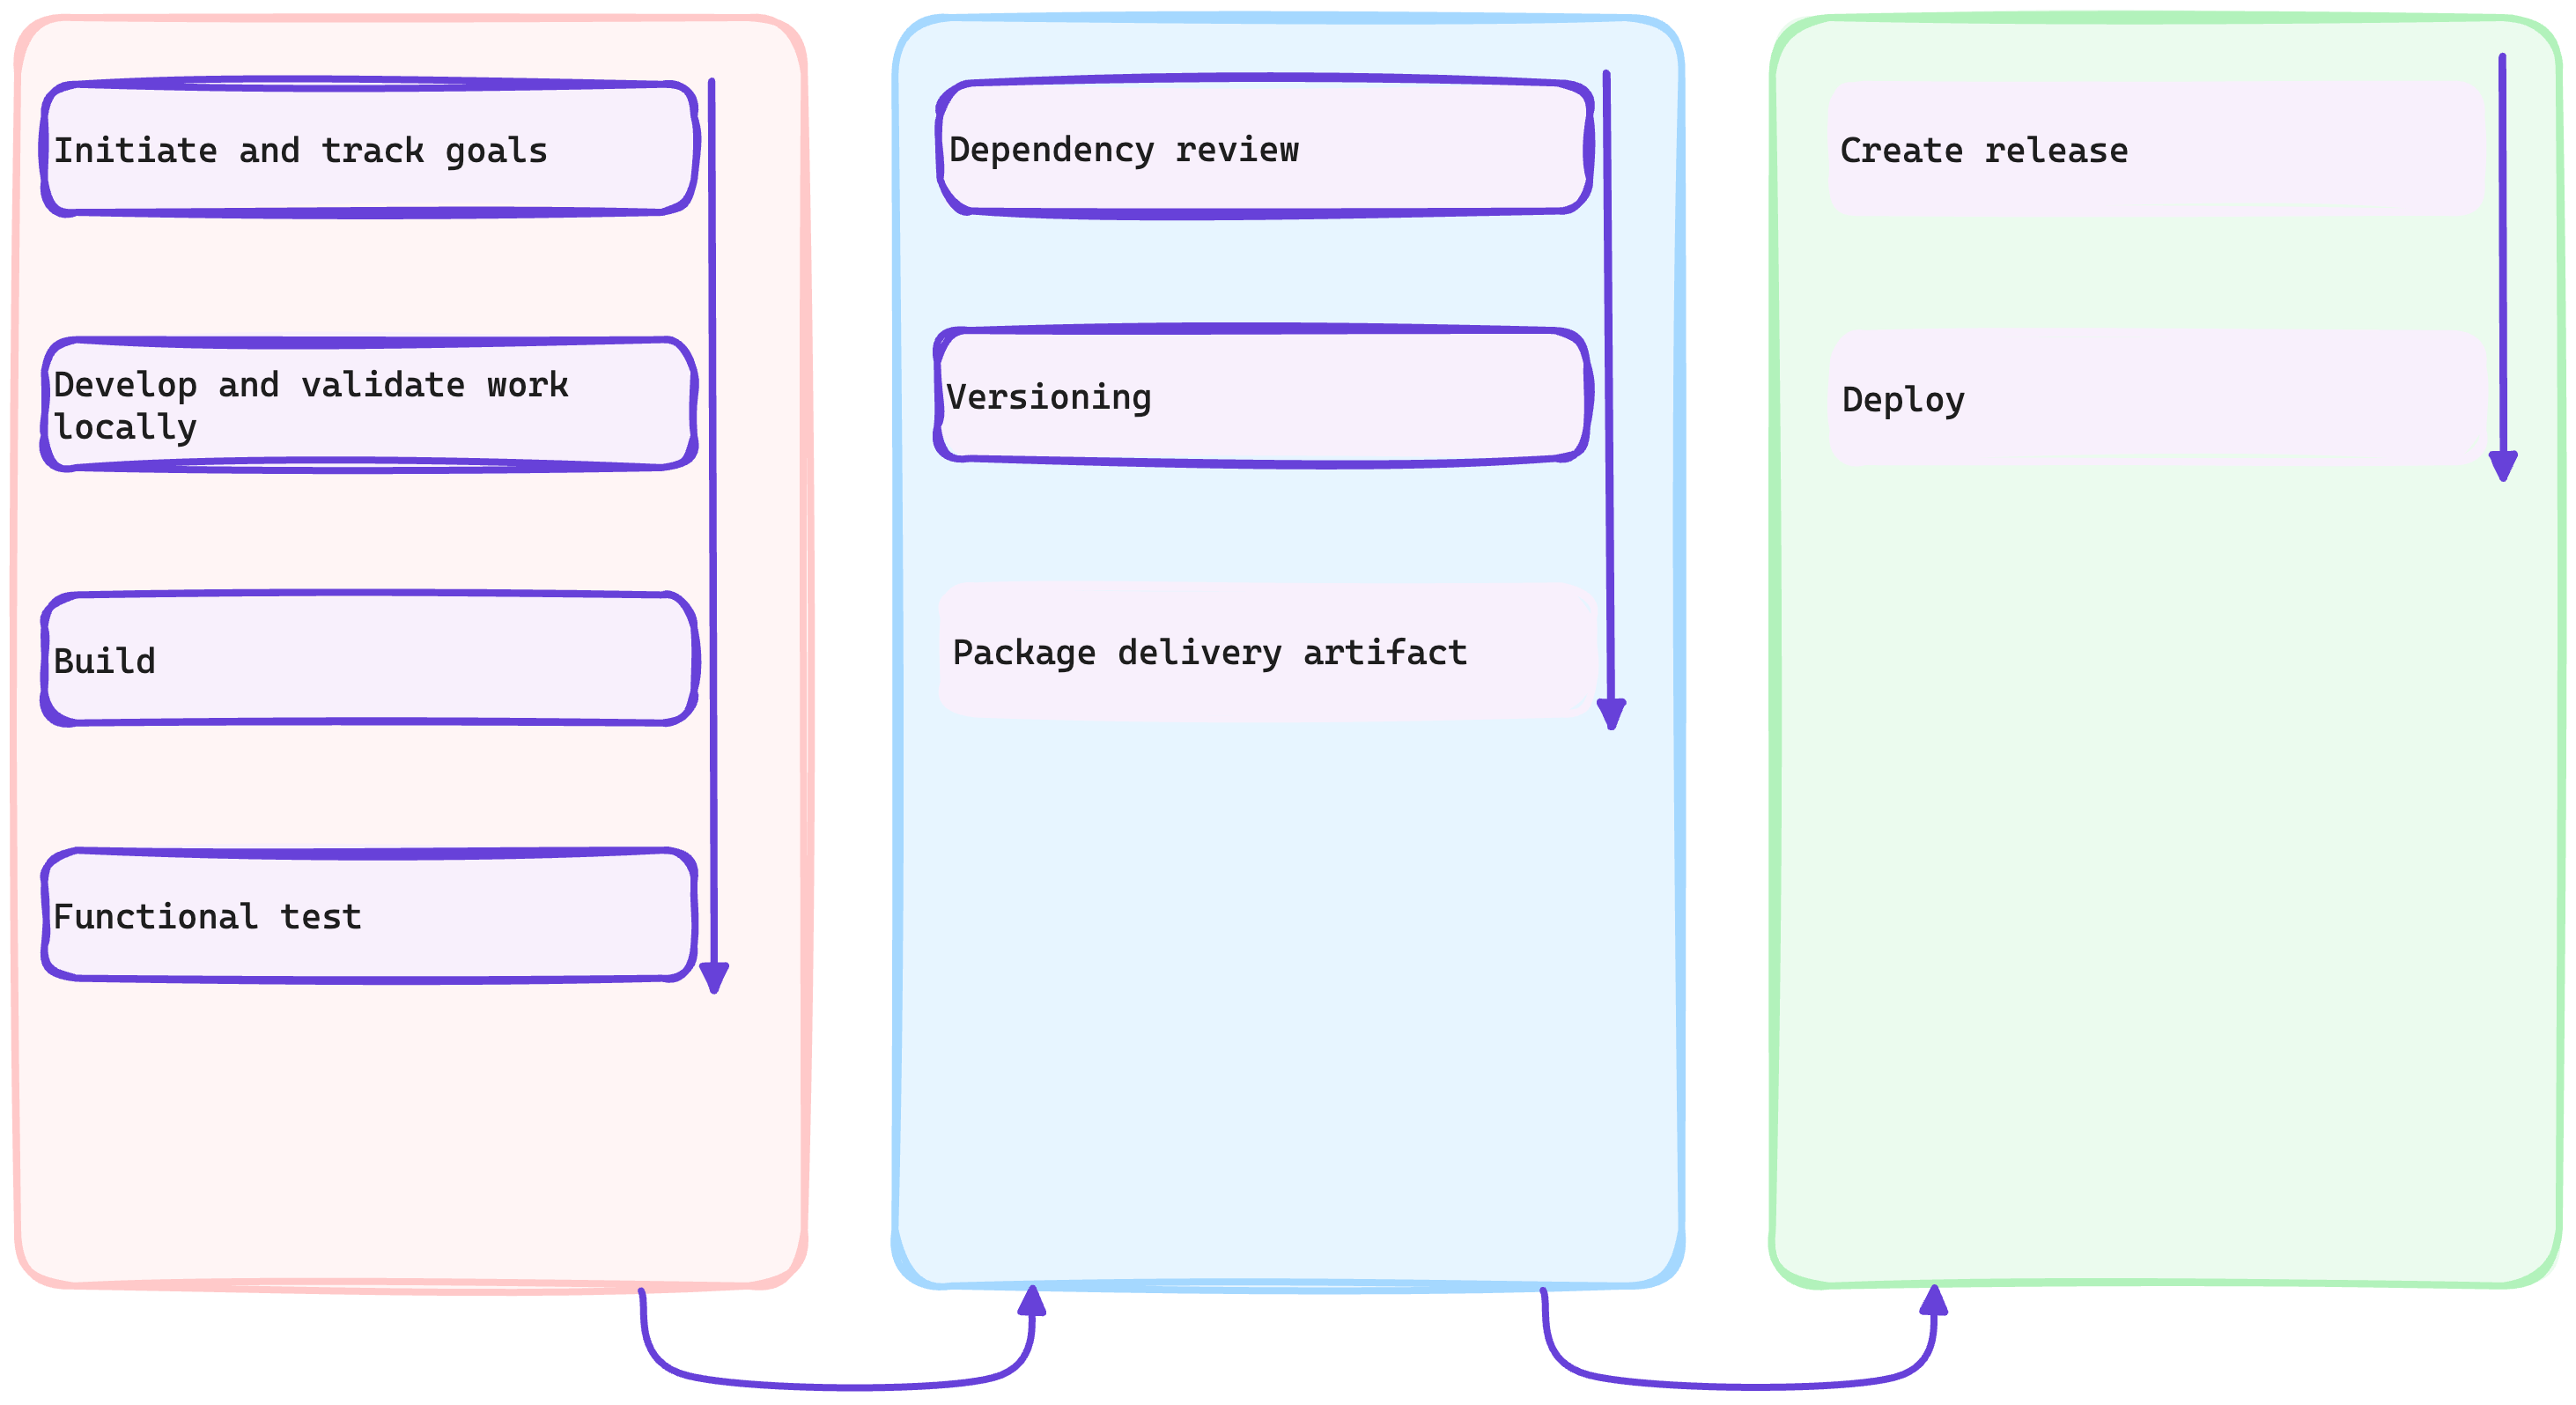 Initiate and track goals
Develop and validate work
locally
Build
Functional test
Dependency review
Versioning
Package delivery artifact
Create release
Deploy